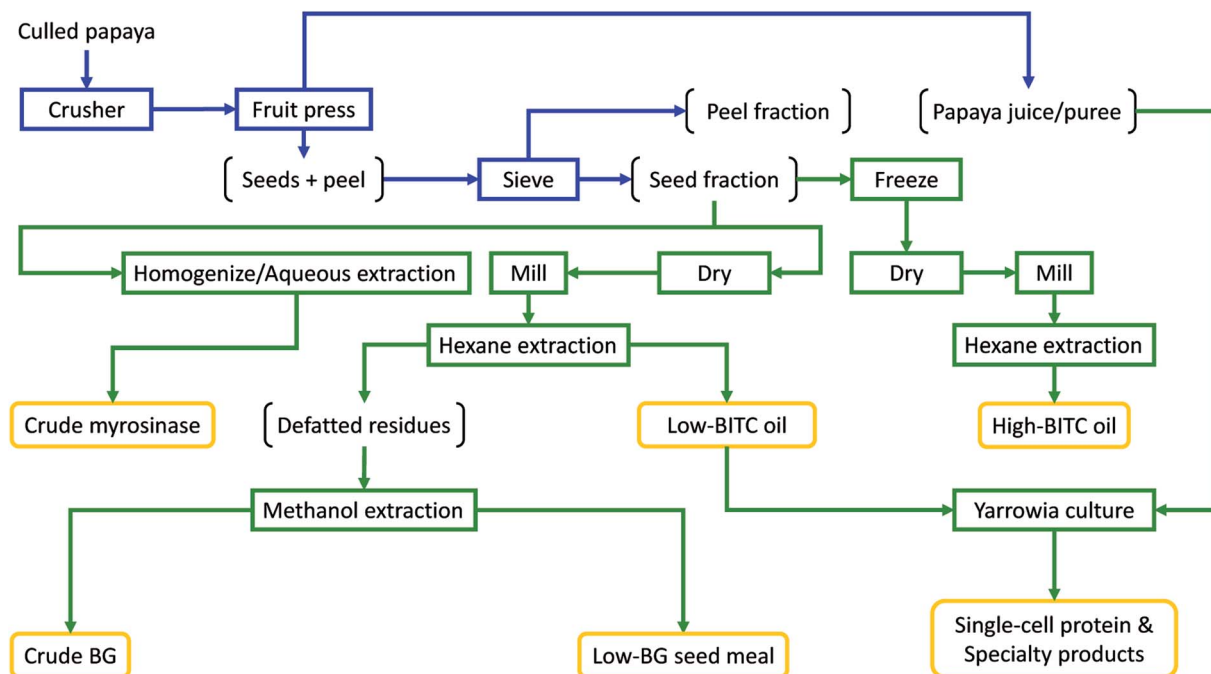 Culled papaya
Crusher
Fruit press
Peel fraction
Papaya juice/puree
Seeds + peel
Sieve
Seed fraction
Freeze
Homogenize/Aqueous extraction
Mill
Dry
Dry
Mill
Hexane extraction
Hexane extraction
Crude myrosinase
Defatted residues
Low-BITC oil
High-BITC oil
Methanol extraction
Yarrowia culture
Crude BG
Low-BG seed meal
Single-cell protein &
Specialty products